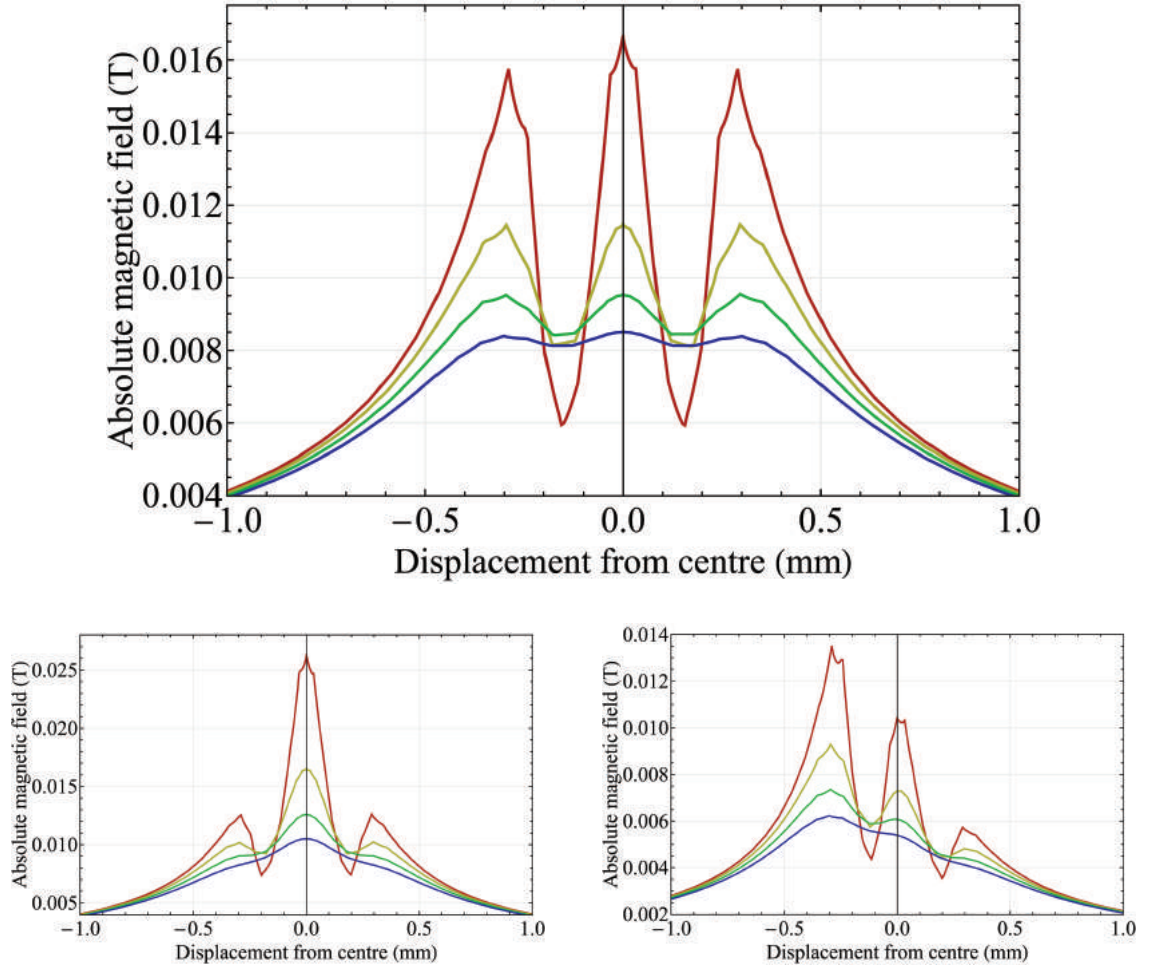 Absolute magnetic field (T)
0.016
0.014
0.012
0.010
0.008
0.006
0.004
−1.0 −0.5 0.0 0.5 1.0
Displacement from centre (mm)
Absolute magnetic field (T)
0.025
0.020
0.015
0.010
0.005
−1.0 −0.5 0.0 0.5 1.0
Displacement from centre (mm)
Absolute magnetic field (T)
0.014
0.012
0.010
0.008
0.006
0.004
0.002
−1.0 −0.5 0.0 0.5 1.0
Displacement from centre (mm)